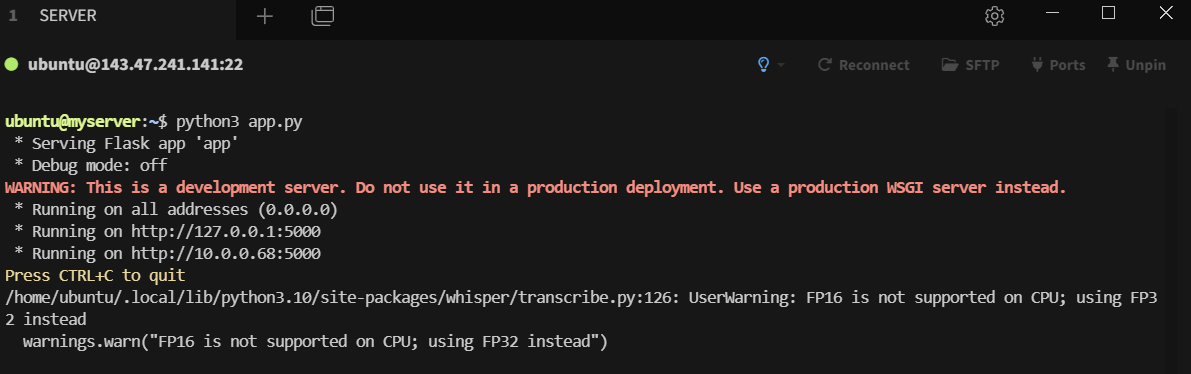 1 SERVER
ubuntu@143.47.241.141:22 Reconnect SFTP Ports Unpin
ubuntu@myserver:~$ python3 app.py
 * Serving Flask app 'app'
 * Debug mode: off
WARNING: This is a development server. Do not use it in a production deployment. Use a production WSGI server instead.
 * Running on all addresses (0.0.0.0)
 * Running on http://127.0.0.1:5000
 * Running on http://10.0.0.68:5000
Press CTRL+C to quit
/home/ubuntu/.local/lib/python3.10/site-packages/whisper/transcribe.py:126: UserWarning: FP16 is not supported on CPU; using FP3
2 instead
  warnings.warn("FP16 is not supported on CPU; using FP32 instead")